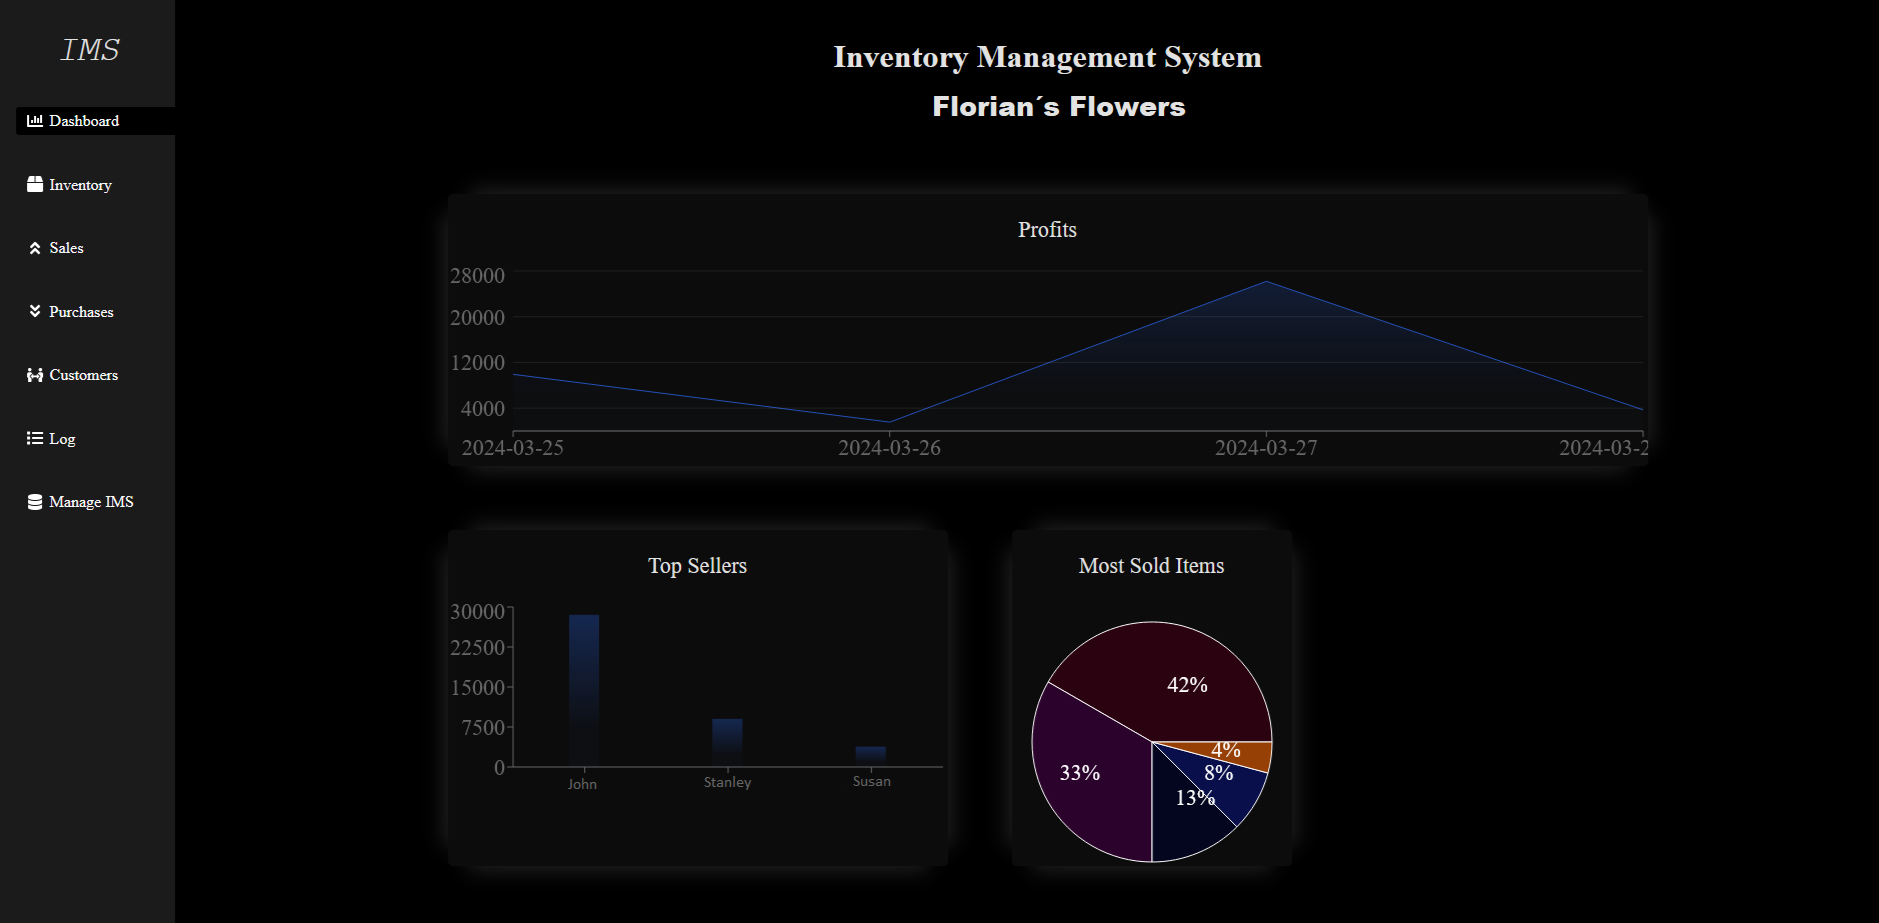 IMS
Dashboard
Inventory
Sales
Purchases
Customers
Log
Manage IMS
Inventory Management System
Florian´s Flowers
Profits
28000
20000
12000
4000
2024-03-25 2024-03-26 2024-03-27 2024-03-2
Top Sellers
30000
22500
15000
7500
0
John Stanley Susan
Most Sold Items
42%
4%
33% 8%
13%